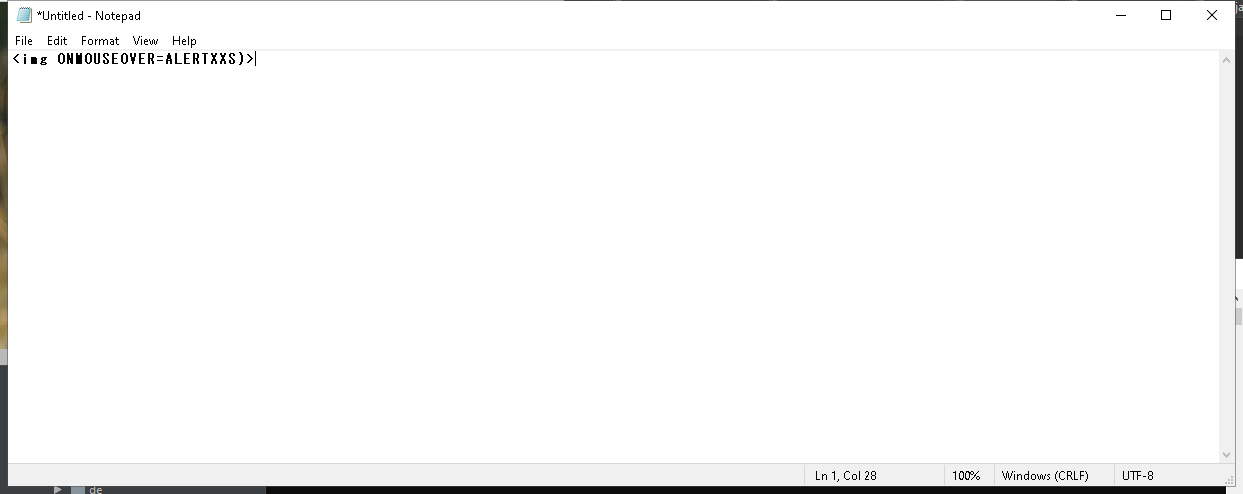 *Untitled - Notepad
File Edit Format View Help
<img ONMOUSEOVER=ALERTXXS)>
Ln 1, Col 28 100% Windows (CRLF) UTF-8
de